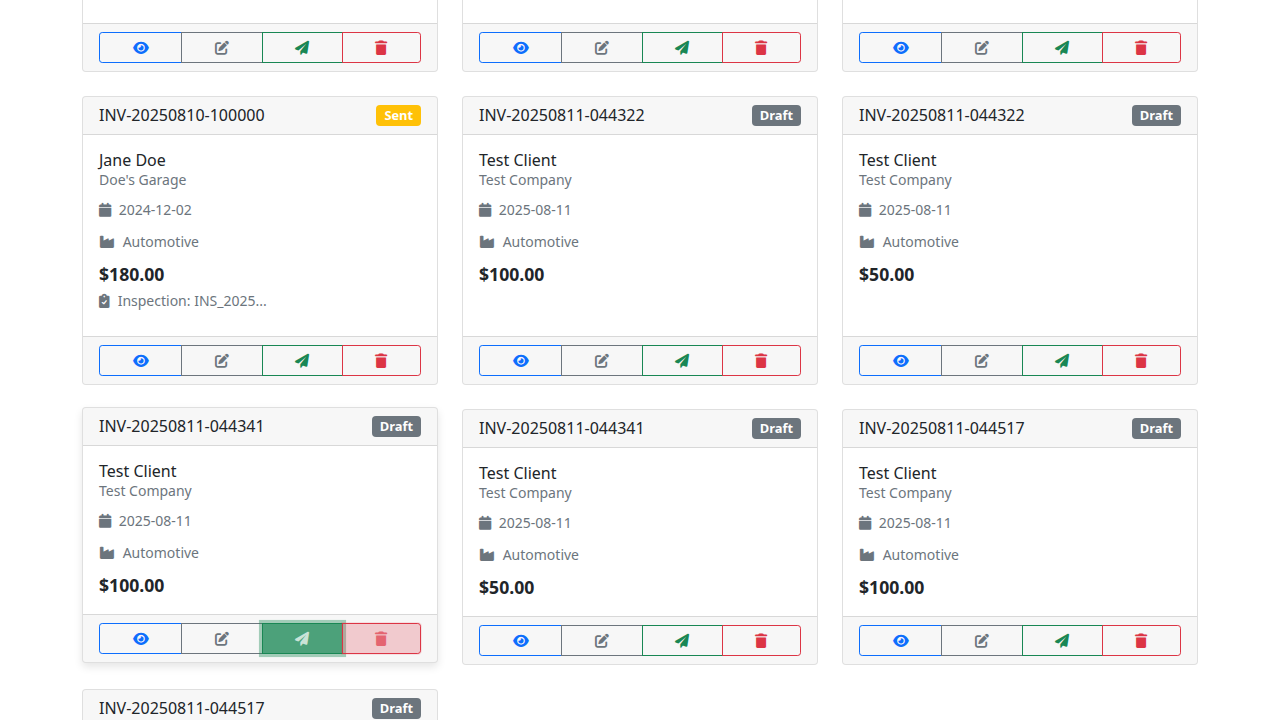 INV-20250810-100000 Sent
Jane Doe
Doe's Garage
2024-12-02
Automotive
$180.00
Inspection: INS_2025...
INV-20250811-044322 Draft
Test Client
Test Company
2025-08-11
Automotive
$100.00
INV-20250811-044322 Draft
Test Client
Test Company
2025-08-11
Automotive
$50.00
INV-20250811-044341 Draft
Test Client
Test Company
2025-08-11
Automotive
$100.00
INV-20250811-044341 Draft
Test Client
Test Company
2025-08-11
Automotive
$50.00
INV-20250811-044517 Draft
Test Client
Test Company
2025-08-11
Automotive
$100.00
INV-20250811-044517 Draft